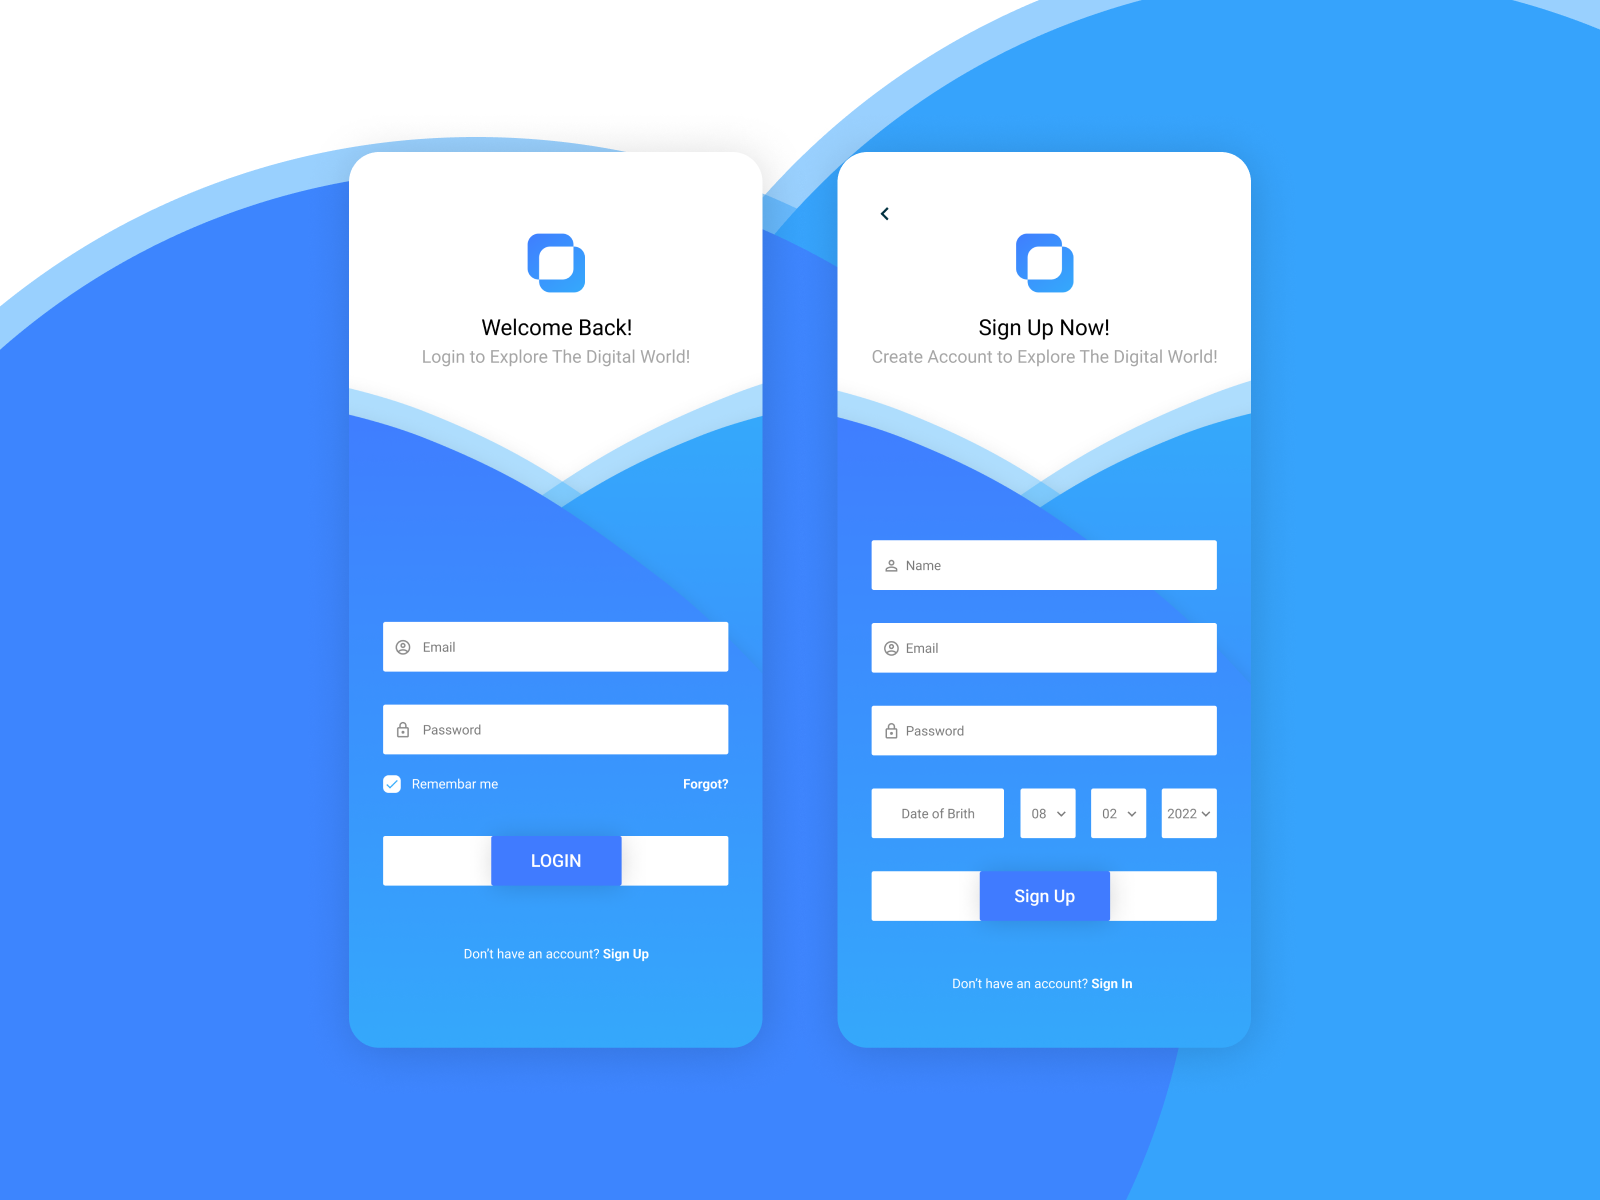 Welcome Back!
Login to Explore The Digital World!
Email
Password
Remembar me Forgot?
LOGIN
Don't have an account? Sign Up
Sign Up Now!
Create Account to Explore The Digital World!
Name
Email
Password
Date of Brith 08 02 2022
Sign Up
Don't have an account? Sign In